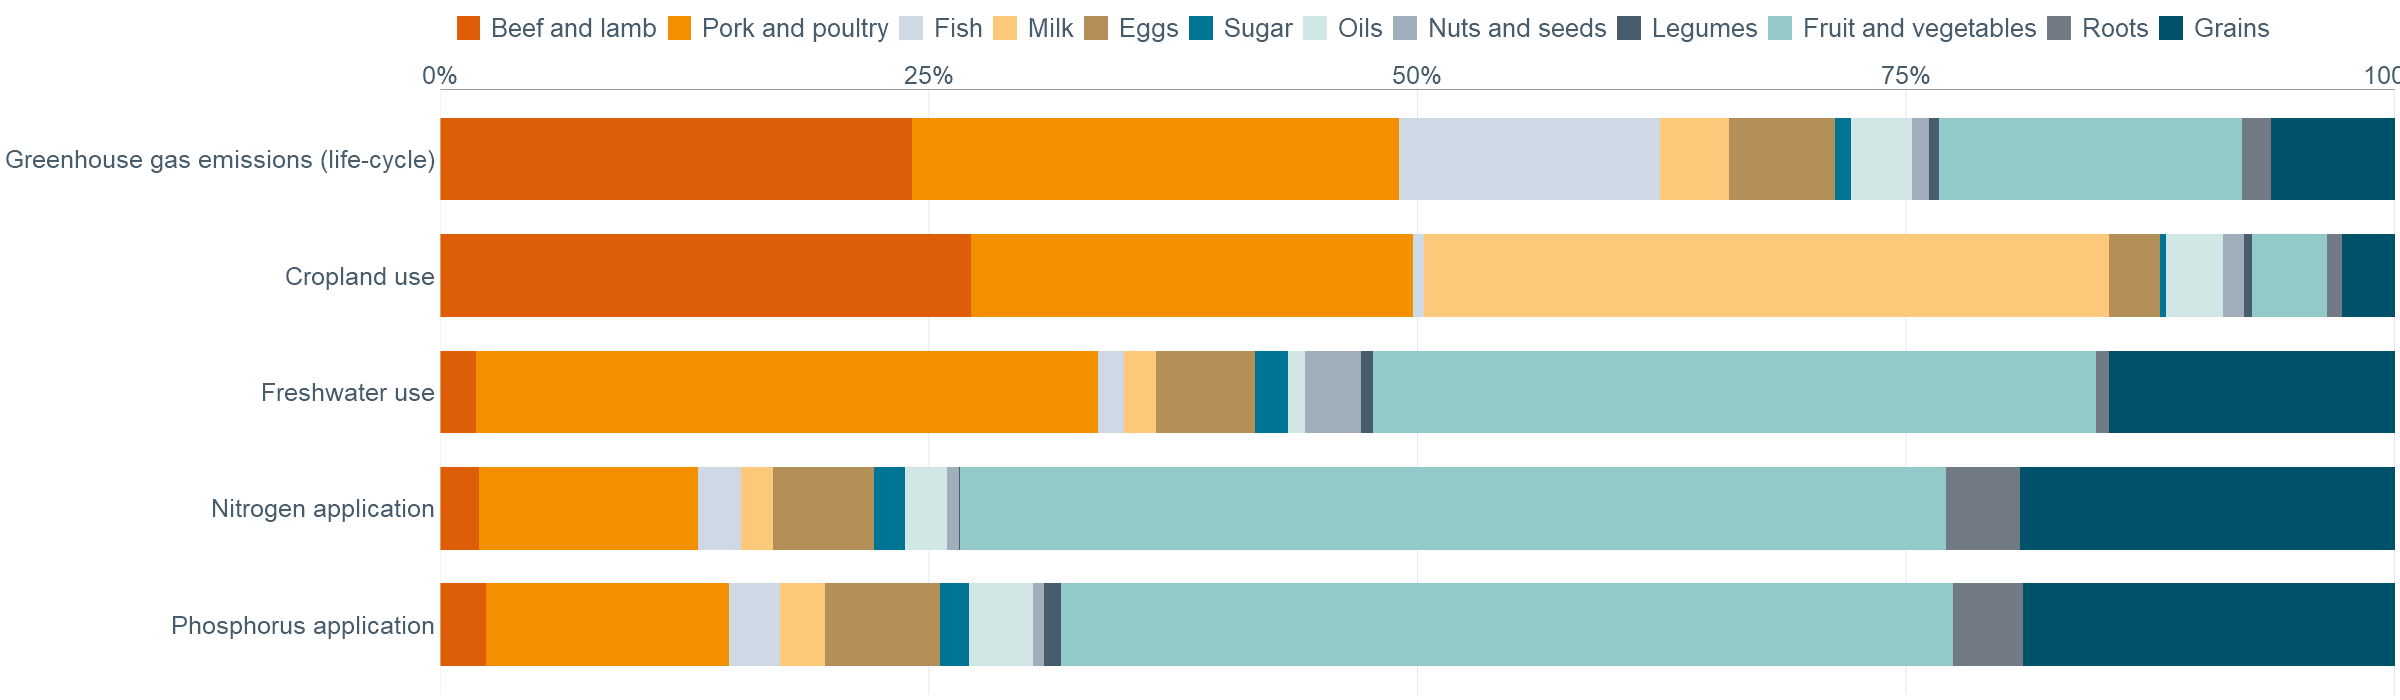 Beef and lamb Pork and poultry Fish Milk Eggs Sugar Oils Nuts and seeds Legumes Fruit and vegetables Roots Grains
0% 25% 50% 75% 100
Greenhouse gas emissions (life-cycle)
Cropland use
Freshwater use
Nitrogen application
Phosphorus application